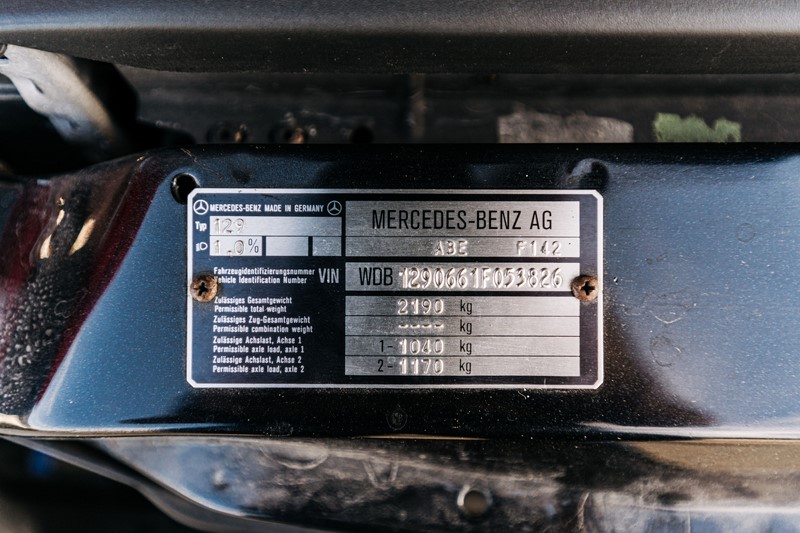 MERCEDES-BENZ MADE IN GERMANY
MERCEDES-BENZ AG
Typ 129
1.0%
ABE F142
Fahrzeugidentifizierungsnummer
Vehicle Identification Number
VIN
WDB 1290661F053826
Zulässiges Gesamtgewicht
Permissible total weight
2190 kg
Zulässiges Zug-Gesamtgewicht
Permissible combination weight
---- kg
Zulässige Achslast, Achse 1
Permissible axle load, axle 1
1- 1040 kg
Zulässige Achslast, Achse 2
Permissible axle load, axle 2
2- 1170 kg